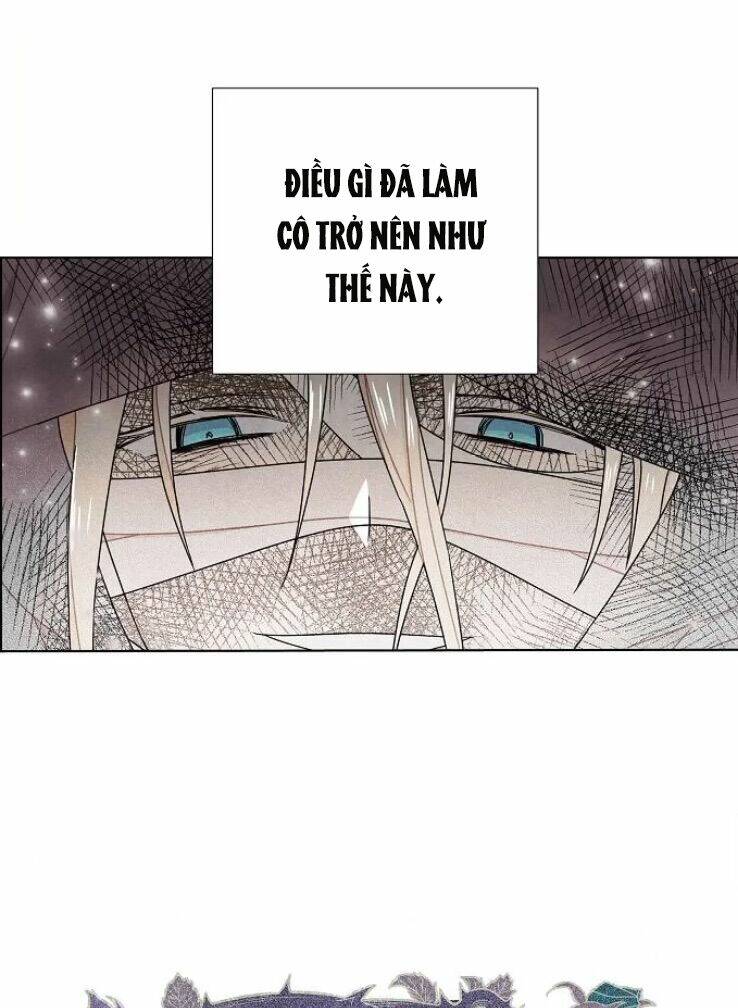 ĐIỀU GÌ ĐÃ LÀM
CÔ TRỞ NÊN NHƯ
THẾ NÀY.